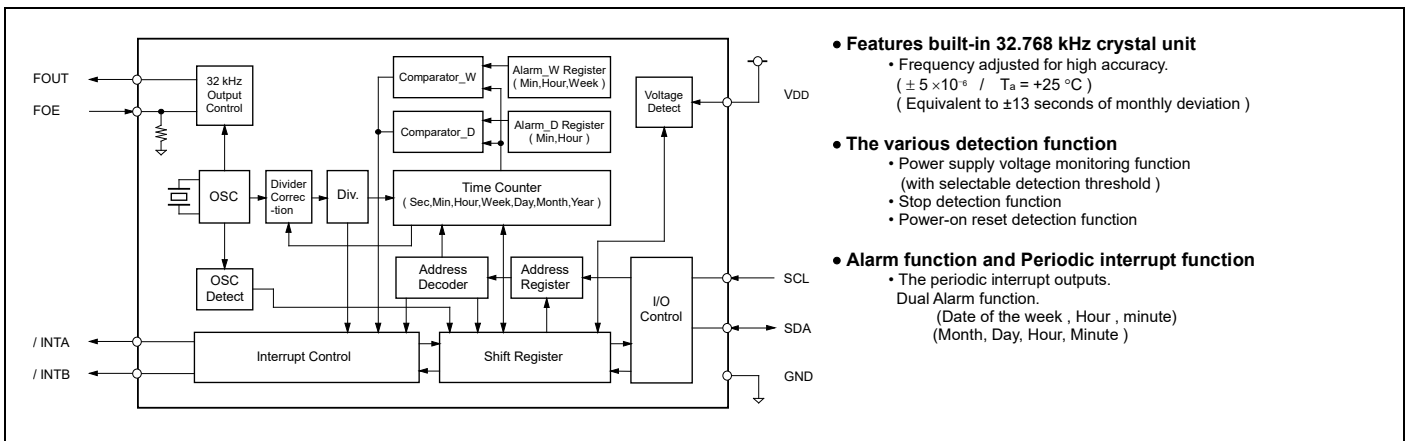 FOUT
FOE
/ INTA
/ INTB
32 kHz
Output
Control
Comparator_W
Alarm_W Register
( Min,Hour,Week )
Comparator_D
Alarm_D Register
( Min,Hour )
Voltage
Detect
VDD
OSC
Divider
Correc
-tion
Div.
Time Counter
( Sec,Min,Hour,Week,Day,Month,Year )
OSC
Detect
Address
Decoder
Address
Register
I/O
Control
SCL
SDA
Interrupt Control
Shift Register
GND
• Features built-in 32.768 kHz crystal unit
• Frequency adjusted for high accuracy.
( ± 5 ×10⁻⁶ / Ta = +25 °C )
( Equivalent to ±13 seconds of monthly deviation )
• The various detection function
• Power supply voltage monitoring function
(with selectable detection threshold )
• Stop detection function
• Power-on reset detection function
• Alarm function and Periodic interrupt function
• The periodic interrupt outputs.
Dual Alarm function.
(Date of the week , Hour , minute)
(Month, Day, Hour, Minute )